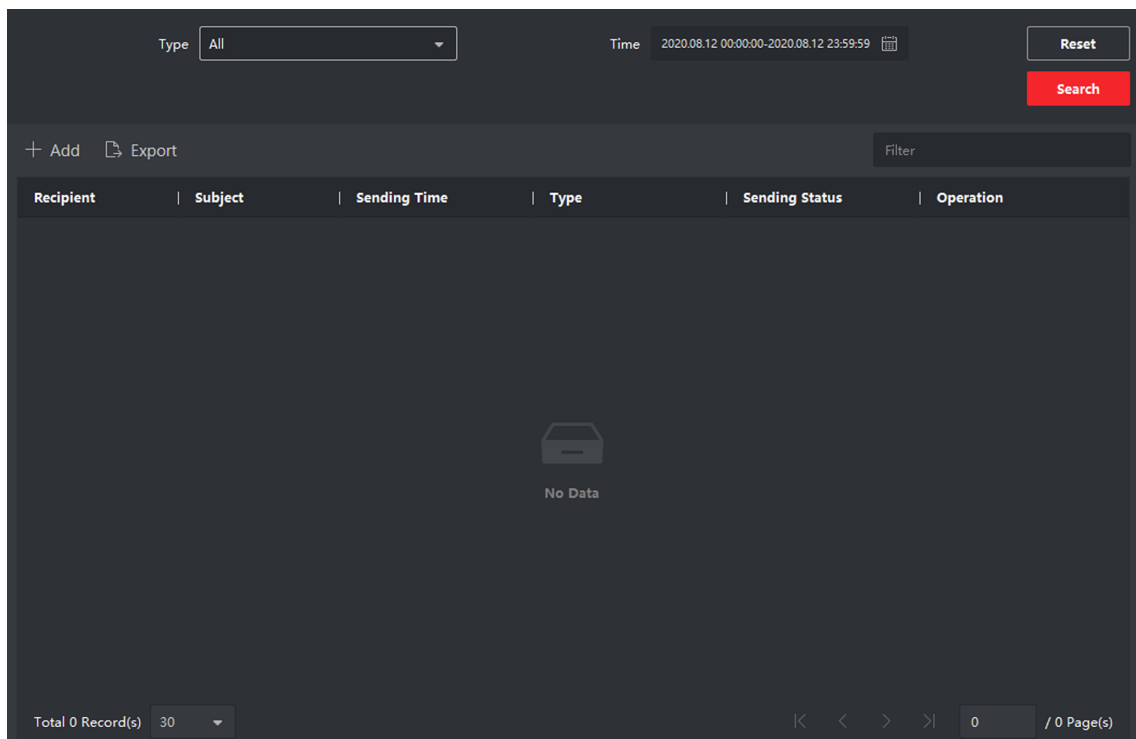 Type All Time 2020.08.12 00:00:00-2020.08.12 23:59:59 Reset
Search
Add Export Filter
Recipient | Subject | Sending Time | Type | Sending Status | Operation
No Data
Total 0 Record(s) 30 0 / 0 Page(s)